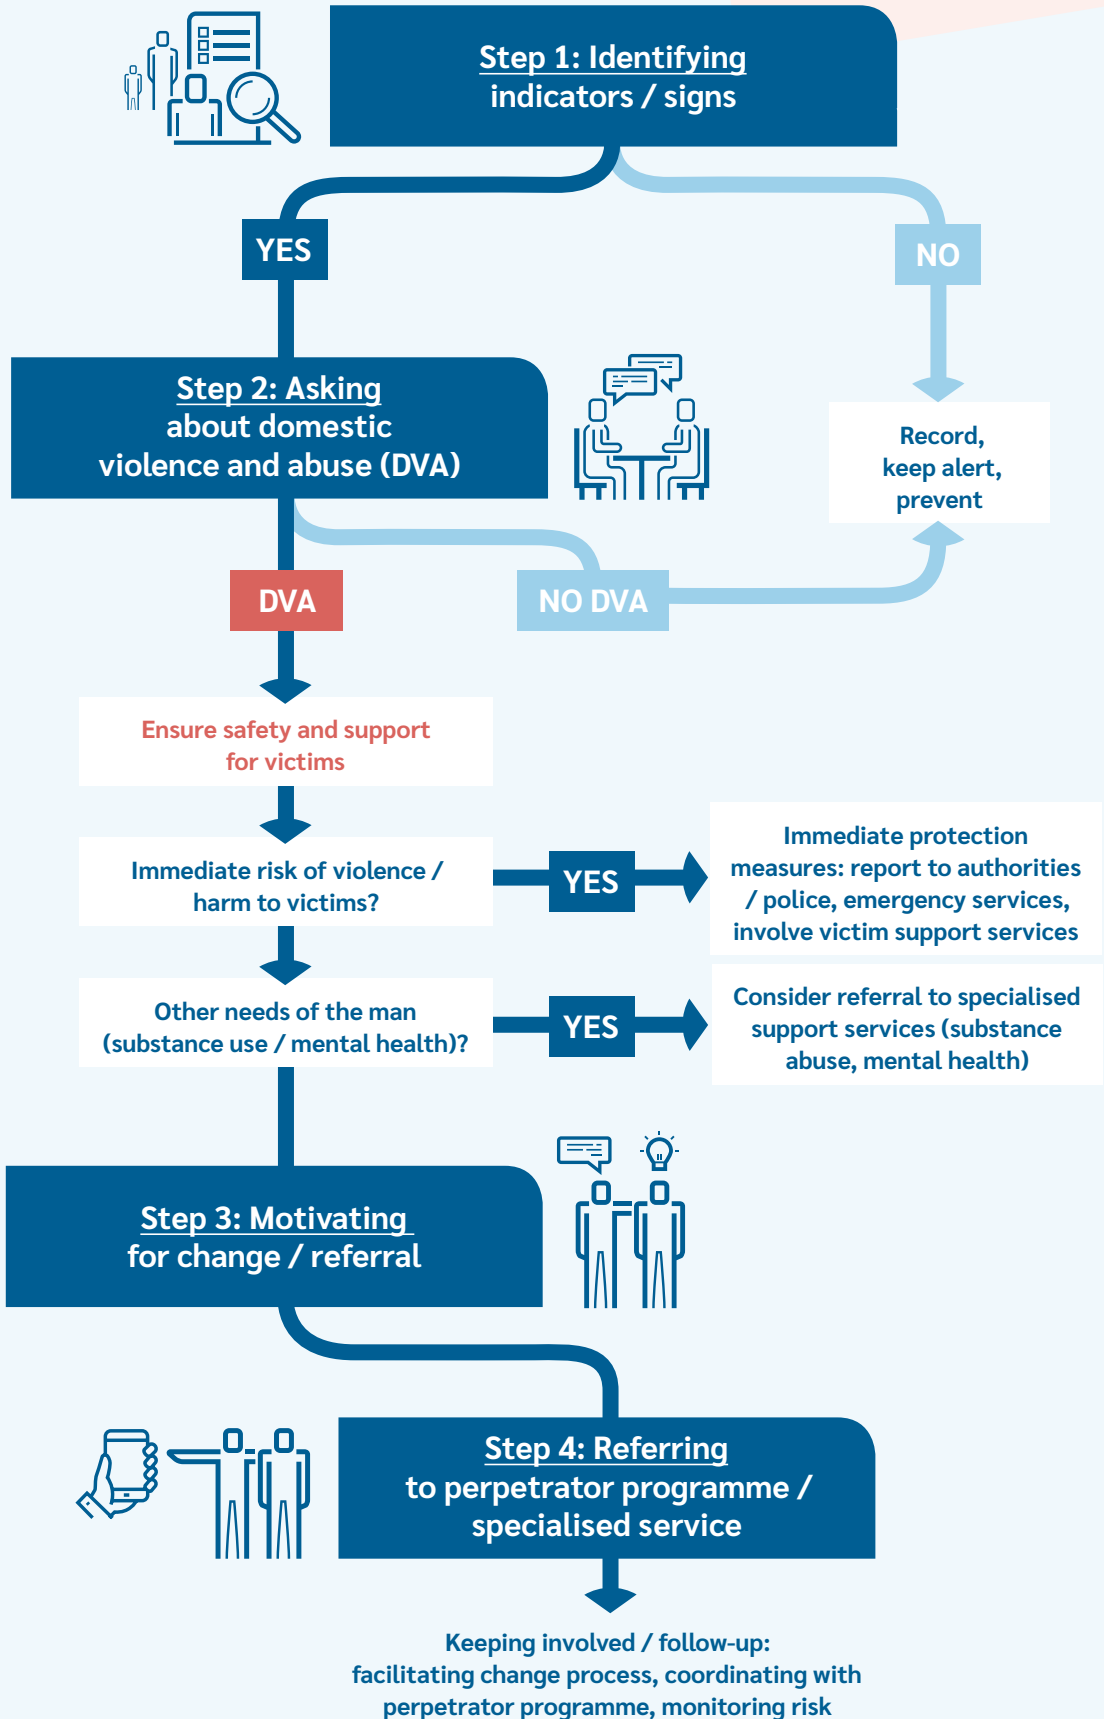 Step 1: Identifying
indicators / signs
YES
NO
Step 2: Asking
about domestic
violence and abuse (DVA)
Record,
keep alert,
prevent
DVA
NO DVA
Ensure safety and support
for victims
Immediate risk of violence /
harm to victims?
YES
Immediate protection
measures: report to authorities
/ police, emergency services,
involve victim support services
Other needs of the man
(substance use / mental health)?
YES
Consider referral to specialised
support services (substance
abuse, mental health)
Step 3: Motivating
for change / referral
Step 4: Referring
to perpetrator programme /
specialised service
Keeping involved / follow-up:
facilitating change process, coordinating with
perpetrator programme, monitoring risk